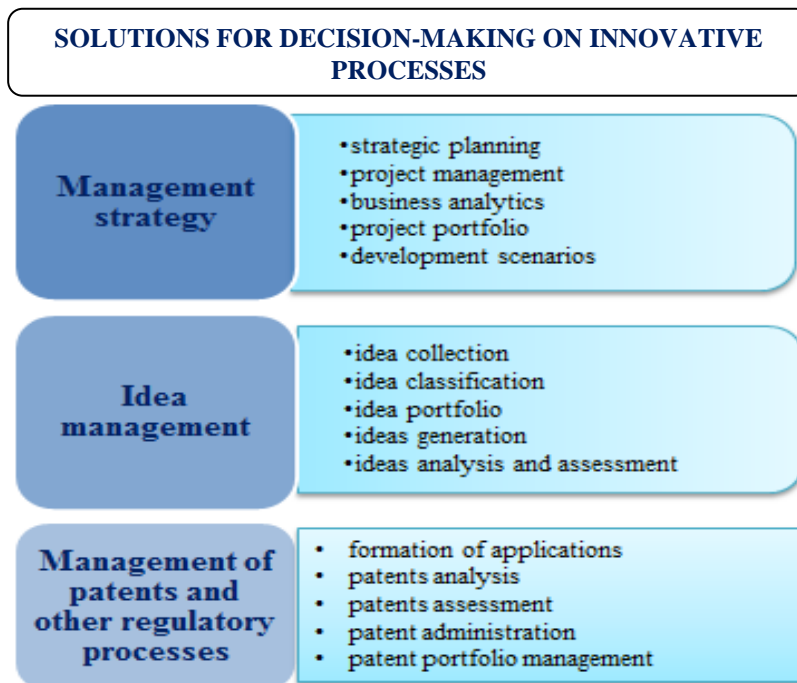 SOLUTIONS FOR DECISION-MAKING ON INNOVATIVE
PROCESSES
Management
strategy
•strategic planning
•project management
•business analytics
•project portfolio
•development scenarios
Idea
management
•idea collection
•idea classification
•idea portfolio
•ideas generation
•ideas analysis and assessment
Management of
patents and
other regulatory
processes
• formation of applications
• patents analysis
• patents assessment
• patent administration
• patent portfolio management